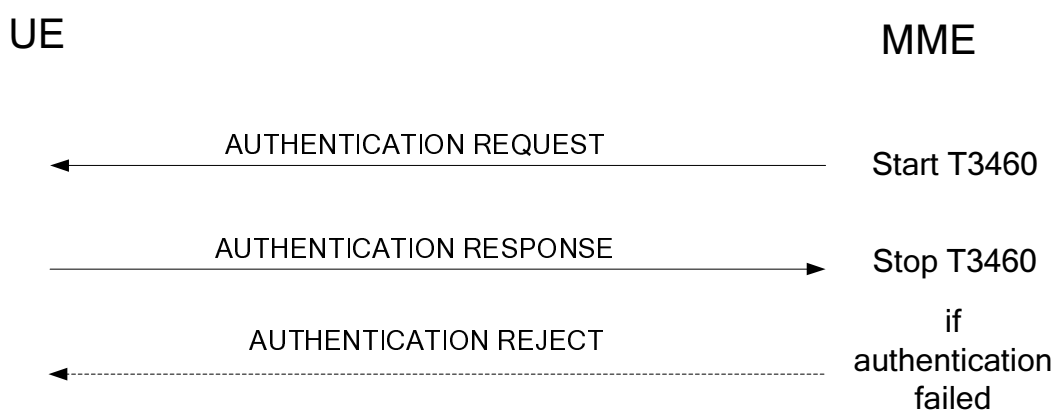 UE
MME
AUTHENTICATION REQUEST
Start T3460
AUTHENTICATION RESPONSE
Stop T3460
AUTHENTICATION REJECT
if
authentication
failed